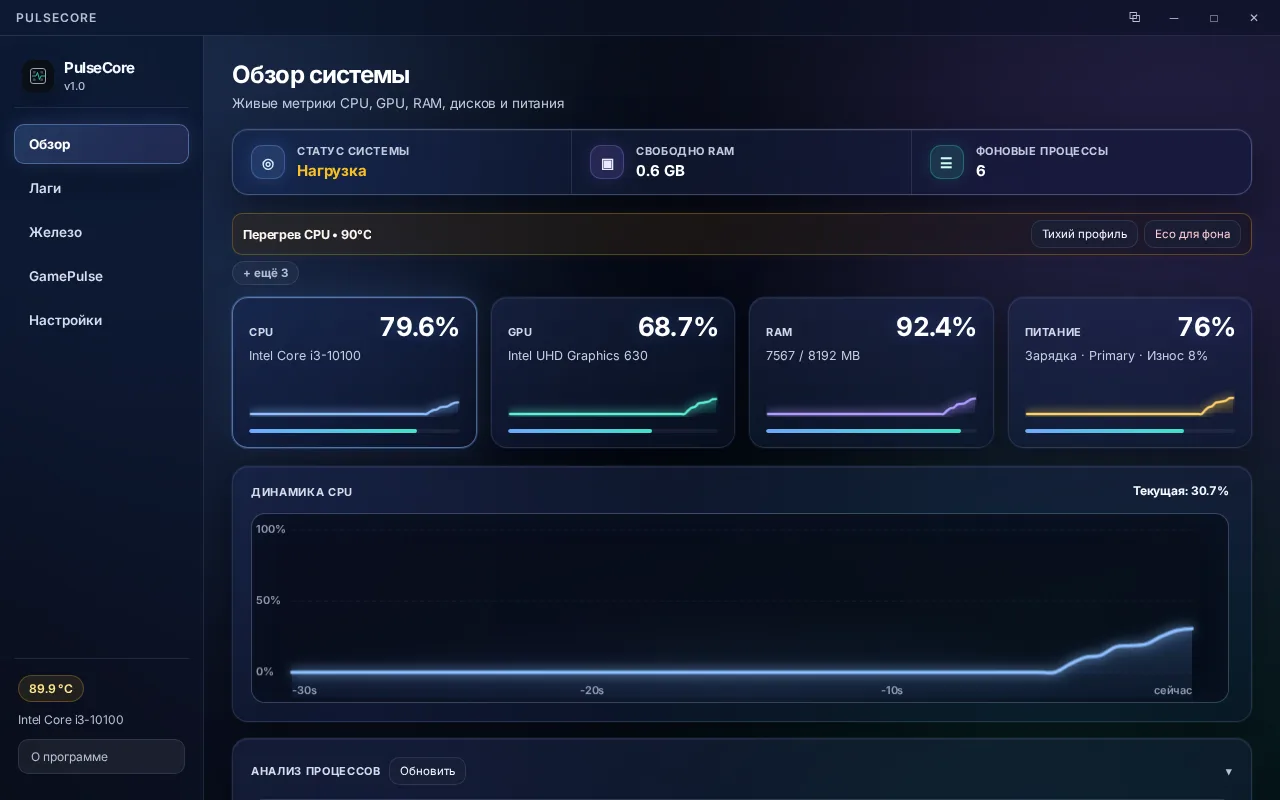 PULSECORE
PulseCore
v1.0
Обзор
Лаги
Железо
GamePulse
Настройки
89.9 °C
Intel Core i3-10100
О программе
Обзор системы
Живые метрики CPU, GPU, RAM, дисков и питания
СТАТУС СИСТЕМЫ
Нагрузка
СВОБОДНО RAM
0.6 GB
ФОНОВЫЕ ПРОЦЕССЫ
6
Перегрев CPU • 90°C
Тихий профиль
Eco для фона
+ ещё 3
CPU
79.6%
Intel Core i3-10100
GPU
68.7%
Intel UHD Graphics 630
RAM
92.4%
7567 / 8192 MB
ПИТАНИЕ
76%
Зарядка · Primary · Износ 8%
ДИНАМИКА CPU
Текущая: 30.7%
100%
50%
0%
-30s
-20s
-10s
сейчас
АНАЛИЗ ПРОЦЕССОВ
Обновить